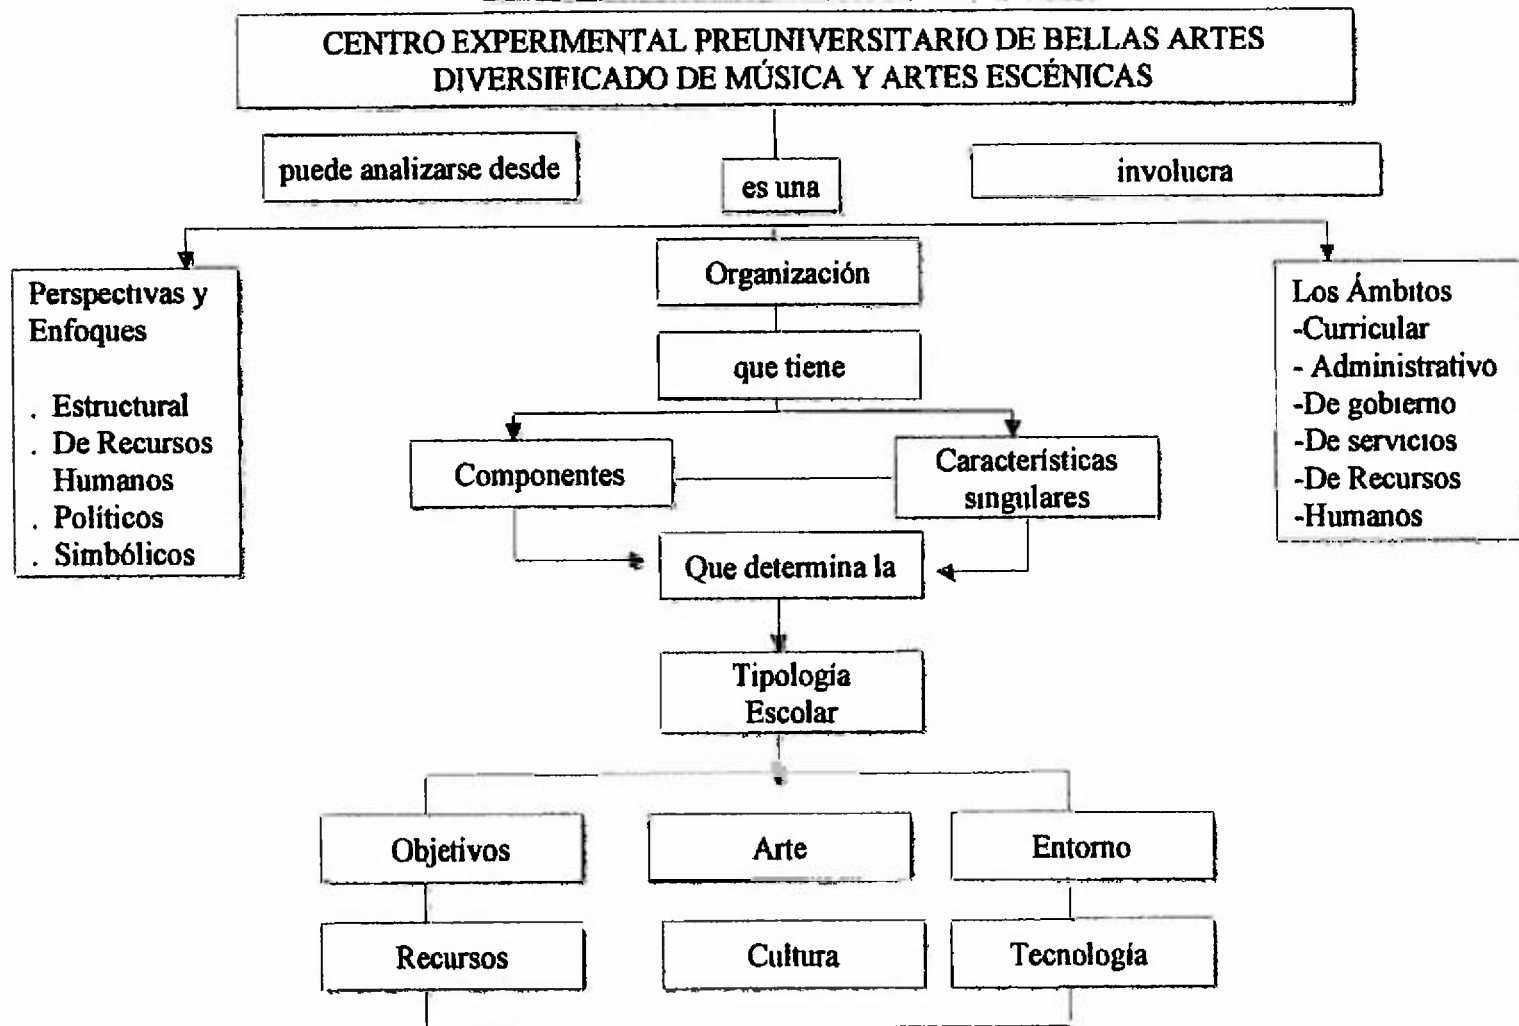 CENTRO EXPERIMENTAL PREUNIVERSITARIO DE BELLAS ARTES
DIVERSIFICADO DE MÚSICA Y ARTES ESCÉNICAS
puede analizarse desde
es una
involucra
Perspectivas y
Enfoques
. Estructural
. De Recursos
Humanos
. Políticos
. Simbólicos
Organización
que tiene
Componentes
Características
singulares
Que determina la
Tipología
Escolar
Los Ámbitos
-Curricular
- Administrativo
-De gobierno
-De servicios
-De Recursos
-Humanos
Objetivos
Arte
Entorno
Recursos
Cultura
Tecnología